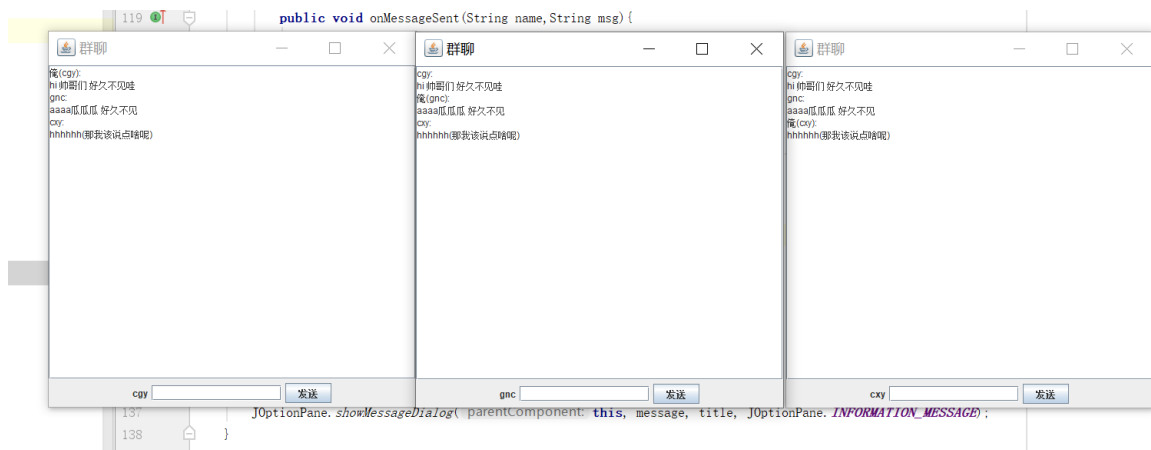 119 public void onMessageSent(String name,String msg){
群聊
俺(cgy):
hi 帅哥们 好久不见哇
gnc:
aaaa瓜瓜瓜 好久不见
cxy:
hhhhhh(那我该说点啥呢)
cgy 发送
群聊
cgy:
hi 帅哥们 好久不见哇
俺(gnc):
aaaa瓜瓜瓜 好久不见
cxy:
hhhhhh(那我该说点啥呢)
gnc 发送
群聊
cgy:
hi 帅哥们 好久不见哇
gnc:
aaaa瓜瓜瓜 好久不见
俺(cxy):
hhhhhh(那我该说点啥呢)
cxy 发送
137 JOptionPane.showMessageDialog( parentComponent: this, message, title, JOptionPane.INFORMATION_MESSAGE);
138 }